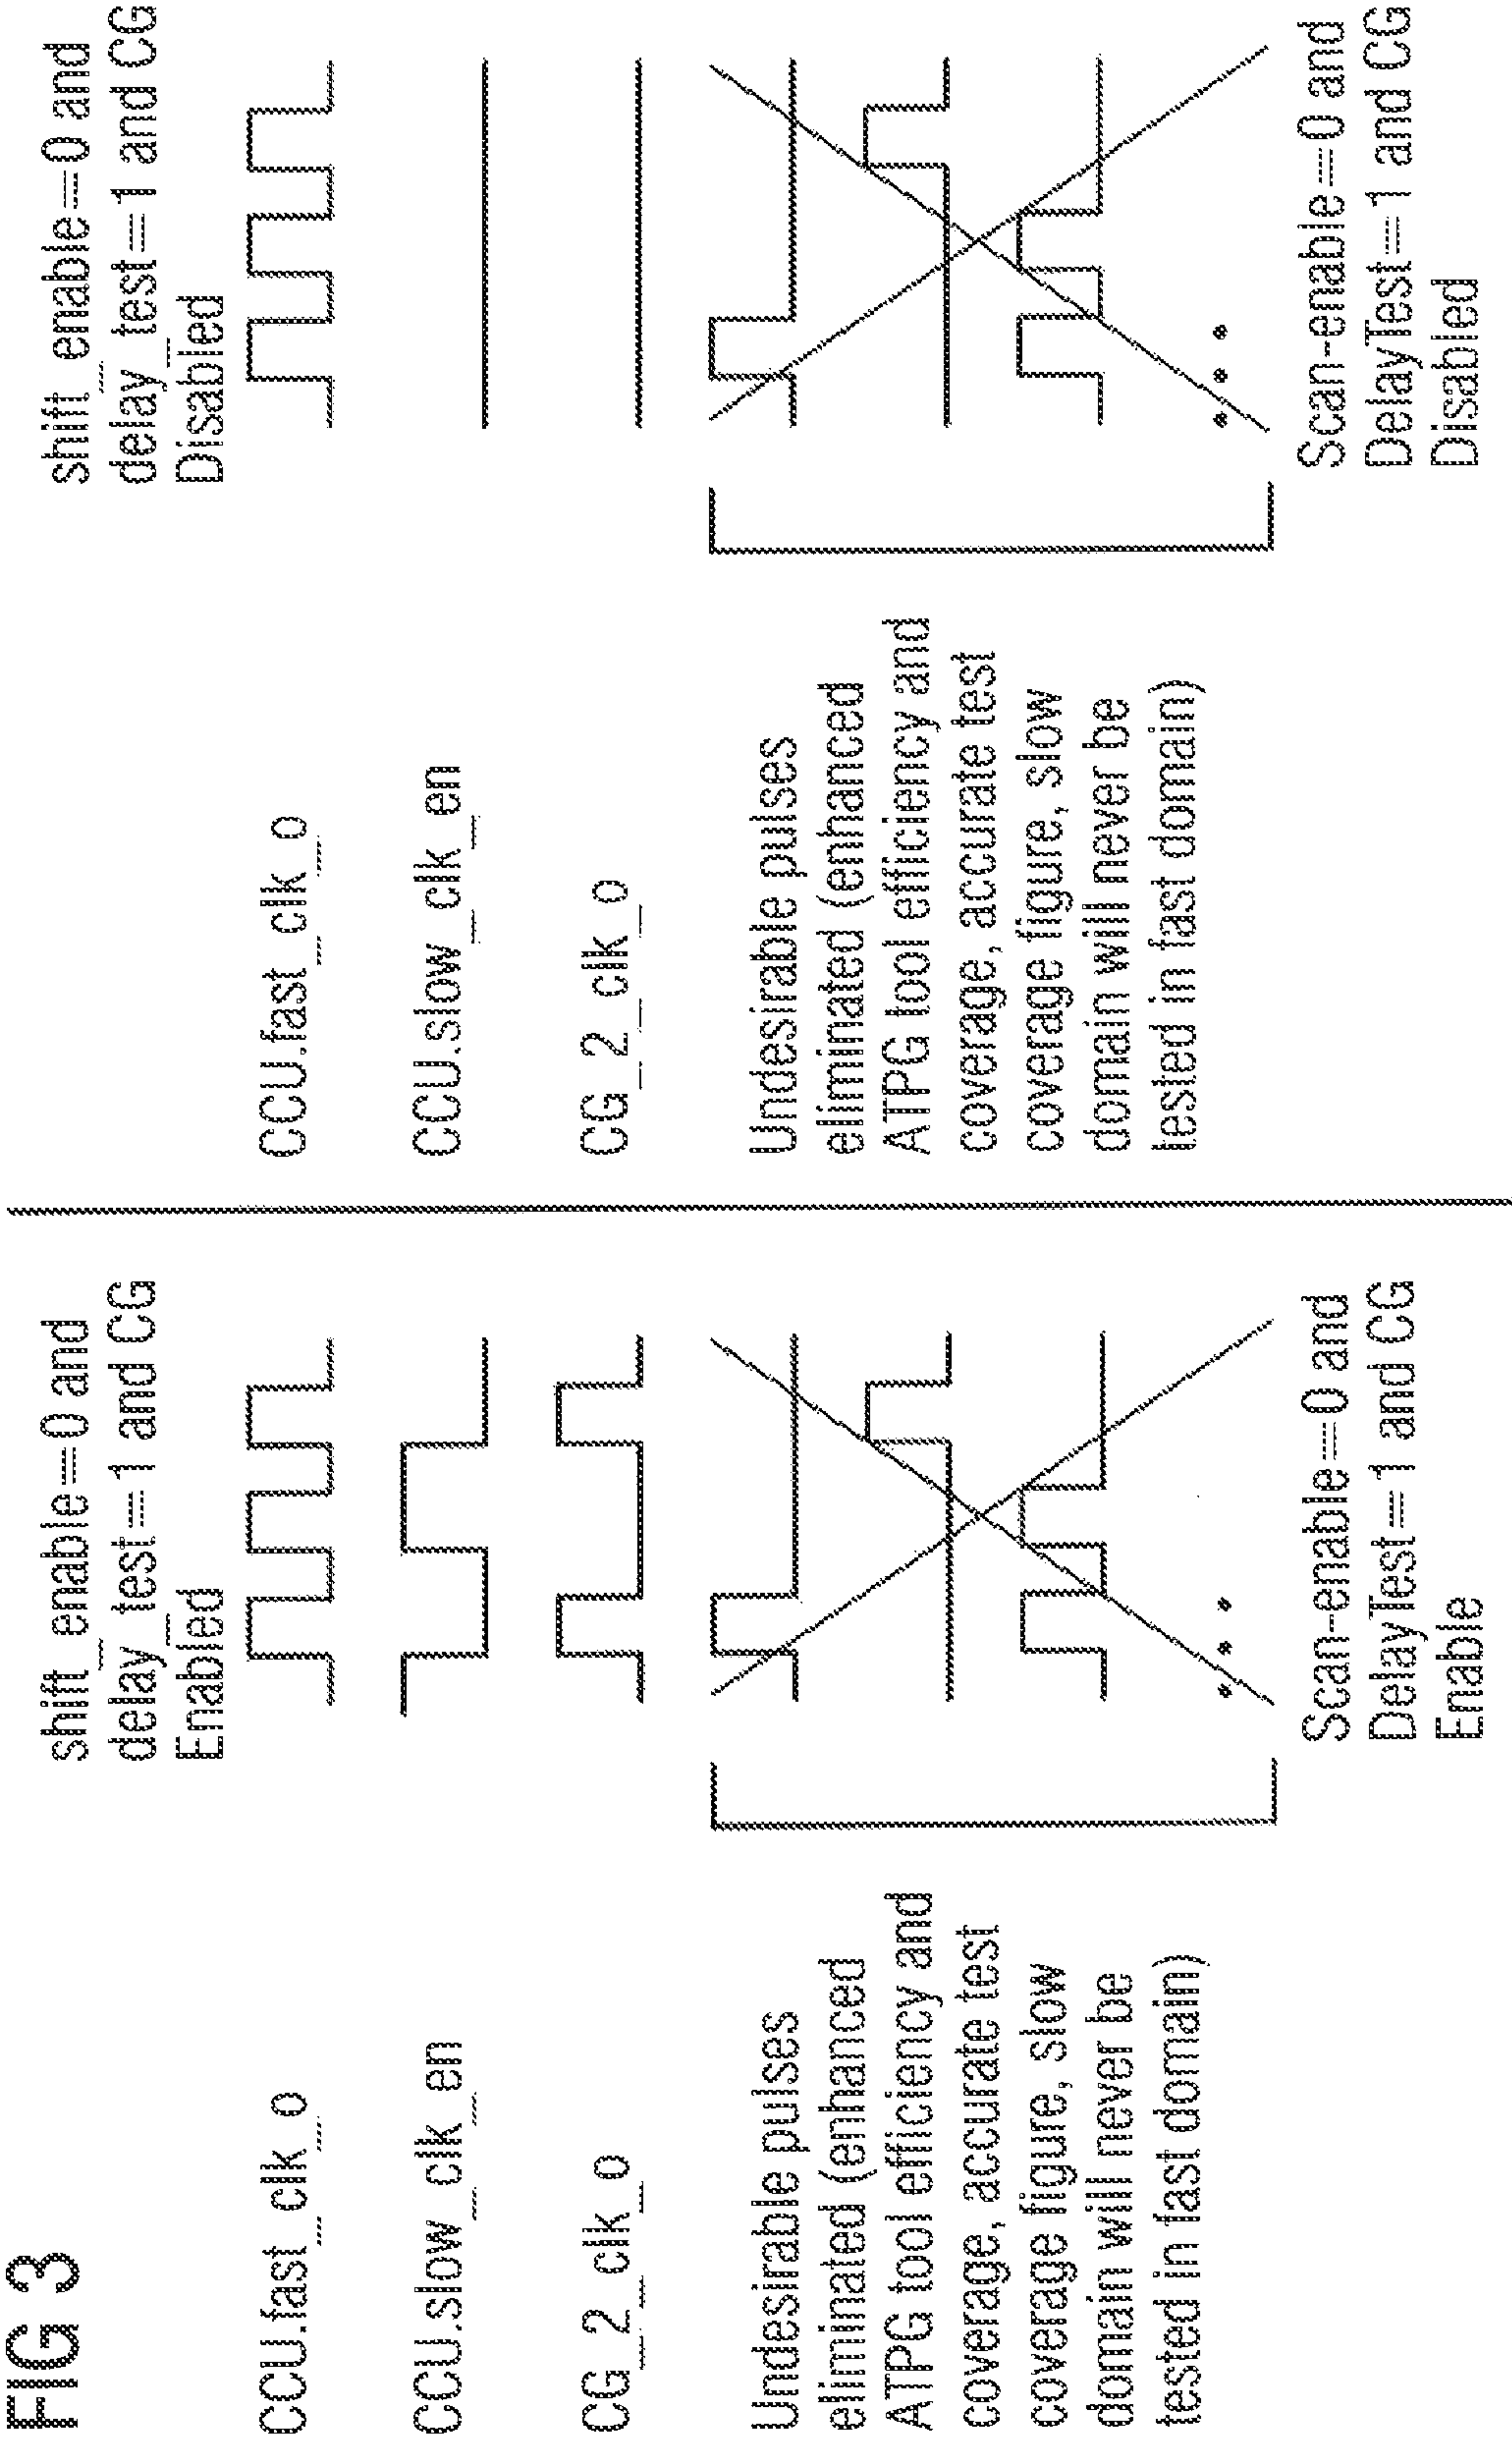 FIG 3
shift_enable=0 and
delay_test=1 and CG
Enabled
CCU.fast_clk_o
CCU.slow_clk_en
CG_2_clk_o
Undesirable pulses
eliminated (enhanced
ATPG tool efficiency and
coverage, accurate test
coverage figure, slow
domain will never be
tested in fast domain)
Scan-enable=0 and
DelayTest=1 and CG
Enable
shift_enable=0 and
delay_test=1 and CG
Disabled
CCU.fast_clk_o
CCU.slow_clk_en
CG_2_clk_o
Undesirable pulses
eliminated (enhanced
ATPG tool efficiency and
coverage, accurate test
coverage figure, slow
domain will never be
tested in fast domain)
Scan-enable=0 and
DelayTest=1 and CG
Disabled